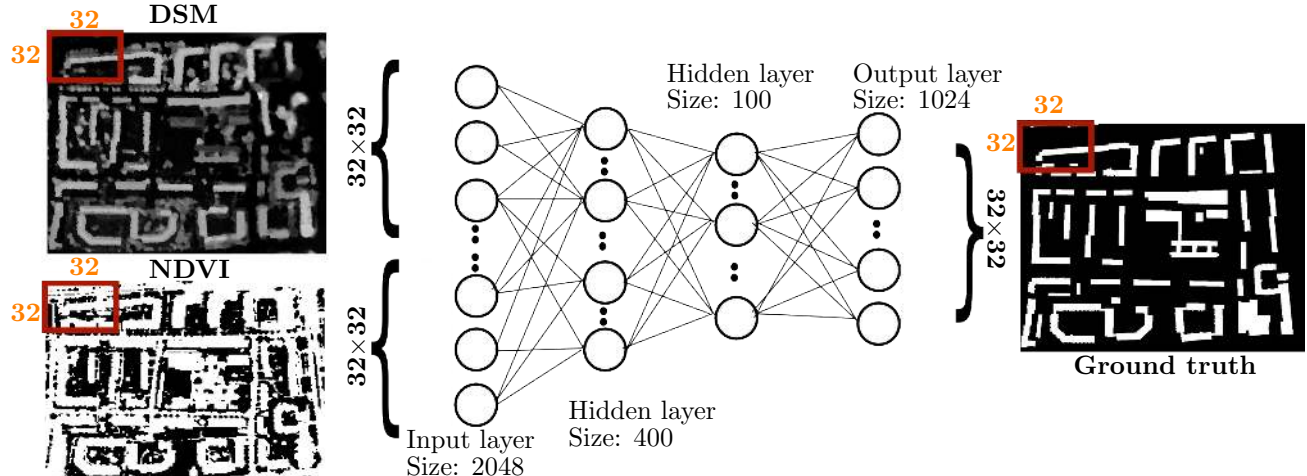 DSM
32
32
NDVI
32
32
32×32
32×32
Input layer
Size: 2048
Hidden layer
Size: 400
Hidden layer
Size: 100
Output layer
Size: 1024
32×32
32
32
Ground truth